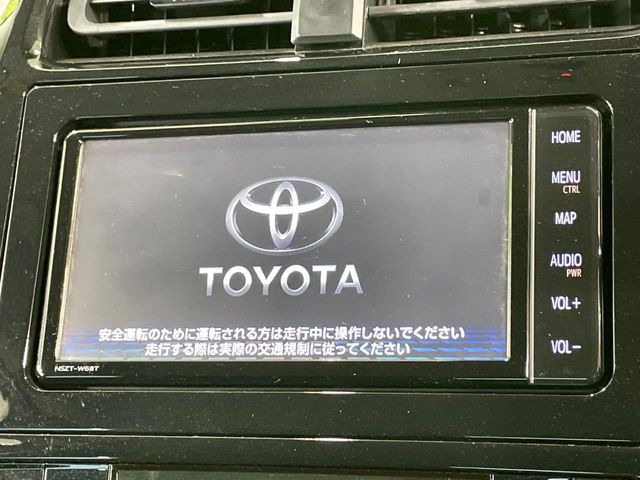 TOYOTA
安全運転のために運転される方は走行中に操作しないでください
走行する際は実際の交通規制に従ってください
NSZT-W68T
HOME
MENU
CTRL
MAP
AUDIO
PWR
VOL+
VOL-